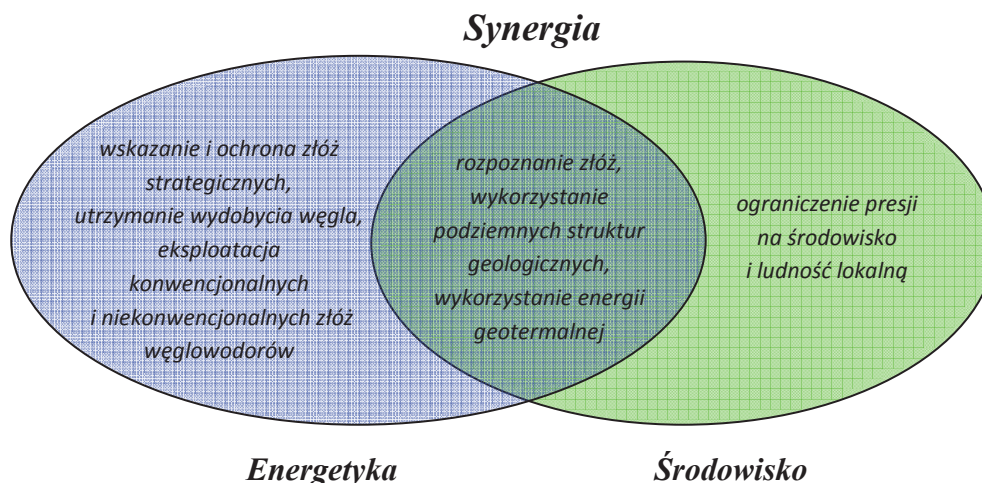 Synergia
wskazanie i ochrona złóż
strategicznych,
utrzymanie wydobycia węgla,
eksploatacja
konwencjonalnych
i niekonwencjonalnych złóż
węglowodorów
rozpoznanie złóż,
wykorzystanie
podziemnych struktur
geologicznych,
wykorzystanie energii
geotermalnej
ograniczenie presji
na środowisko
i ludność lokalną
Energetyka
Środowisko